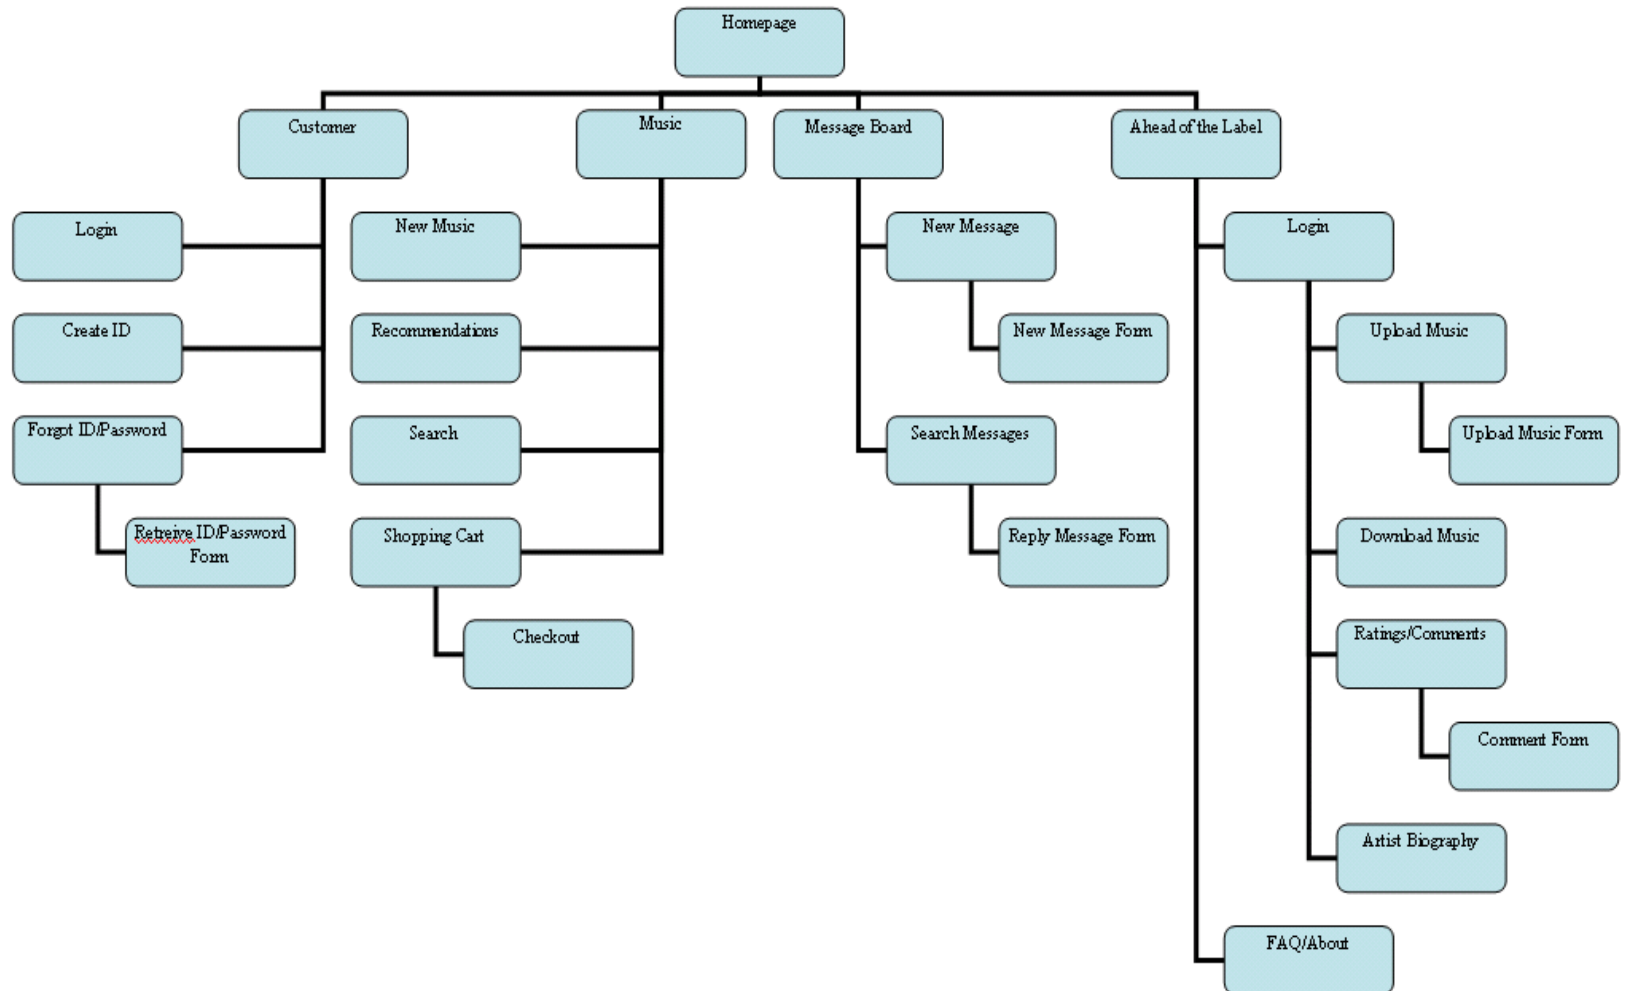 Homepage
Customer
Music
Message Board
Ahead of the Label
Login
New Music
New Message
Login
Create ID
Recommendations
New Message Form
Upload Music
Forgot ID/Password
Search
Search Messages
Upload Music Form
Retreive ID/Password
Form
Shopping Cart
Reply Message Form
Download Music
Checkout
Ratings/Comments
Comment Form
Artist Biography
FAQ/About